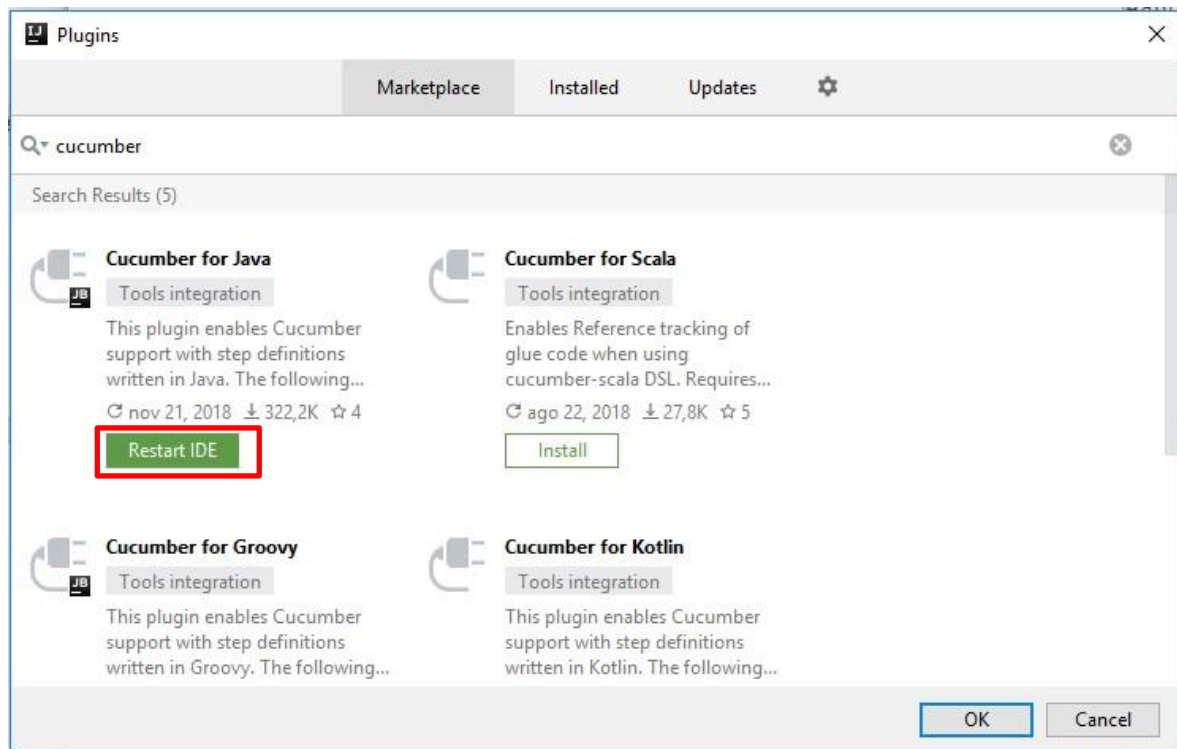 Plugins
Marketplace Installed Updates
cucumber
Search Results (5)
Cucumber for Java
Tools integration
This plugin enables Cucumber
support with step definitions
written in Java. The following...
nov 21, 2018 322,2K 4
Restart IDE
Cucumber for Scala
Tools integration
Enables Reference tracking of
glue code when using
cucumber-scala DSL. Requires...
ago 22, 2018 27,8K 5
Install
Cucumber for Groovy
Tools integration
This plugin enables Cucumber
support with step definitions
written in Groovy. The following...
Cucumber for Kotlin
Tools integration
This plugin enables Cucumber
support with step definitions
written in Kotlin. The following...
OK Cancel